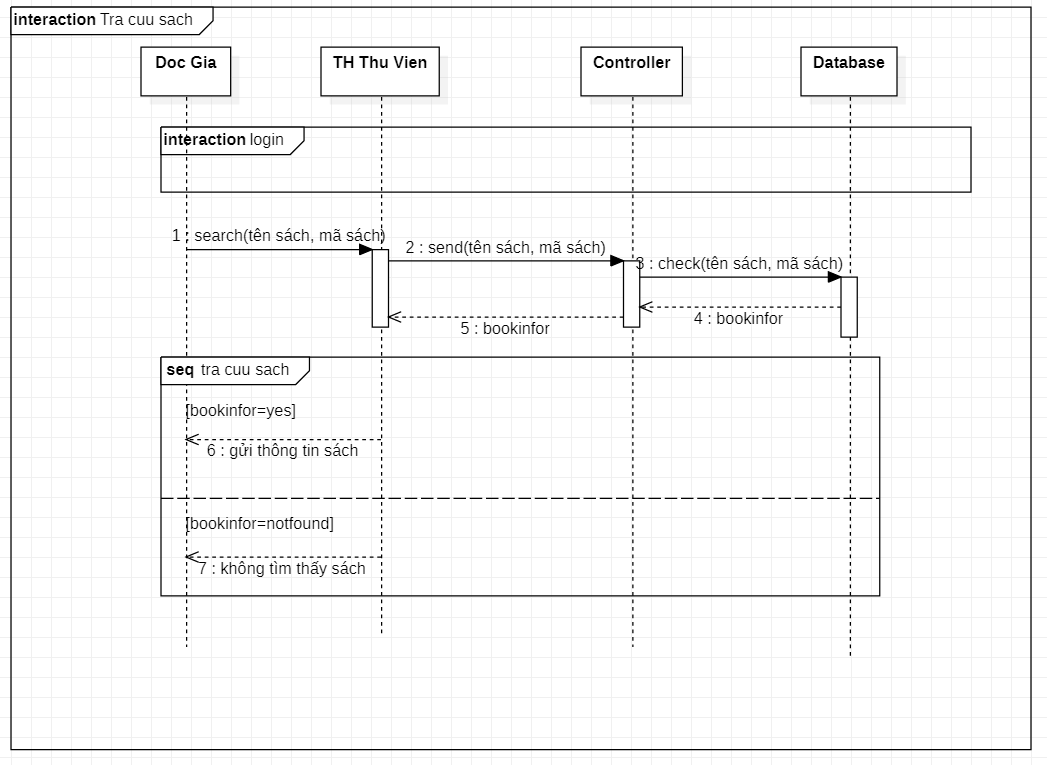 interaction Tra cuu sach
Doc Gia
TH Thu Vien
Controller
Database
interaction login
1 : search(tên sách, mã sách)
2 : send(tên sách, mã sách)
3 : check(tên sách, mã sách)
4 : bookinfor
5 : bookinfor
seq tra cuu sach
[bookinfor=yes]
6 : gửi thông tin sách
[bookinfor=notfound]
7 : không tìm thấy sách